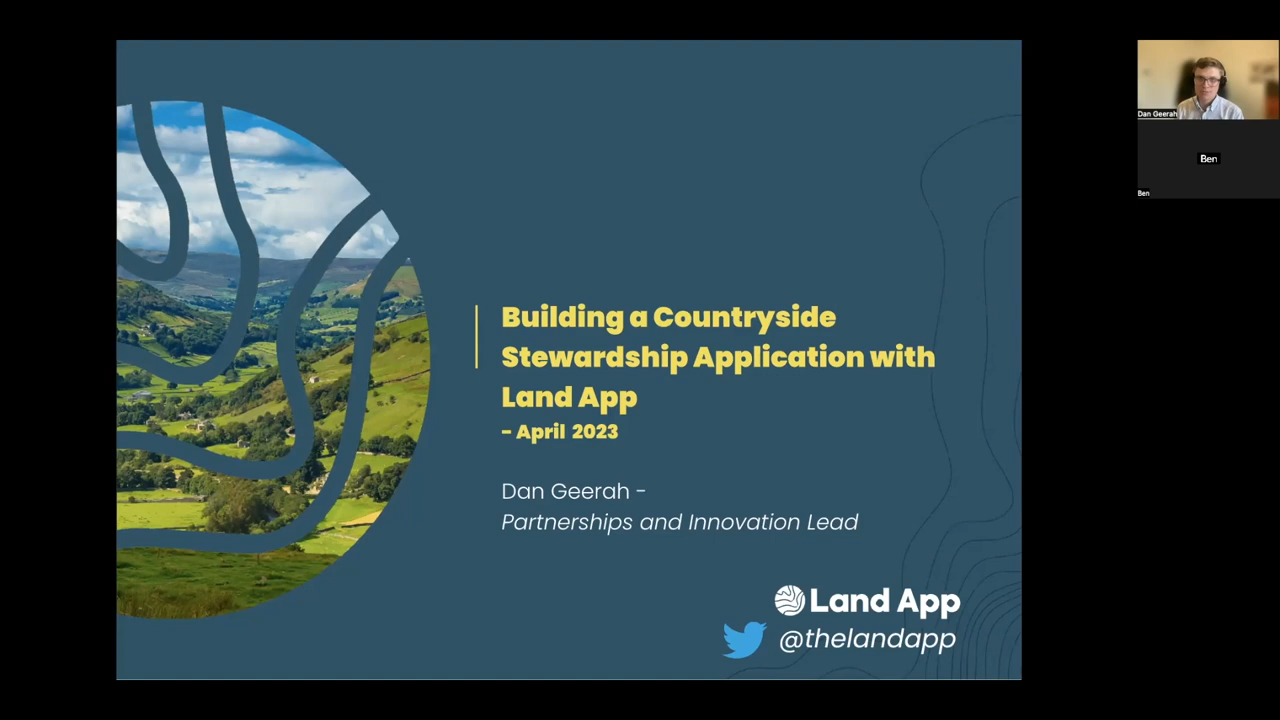 Building a Countryside
Stewardship Application with
Land App
- April 2023
Dan Geerah -
Partnerships and Innovation Lead
Land App
@thelandapp
Dan Geerah
Ben
Ben